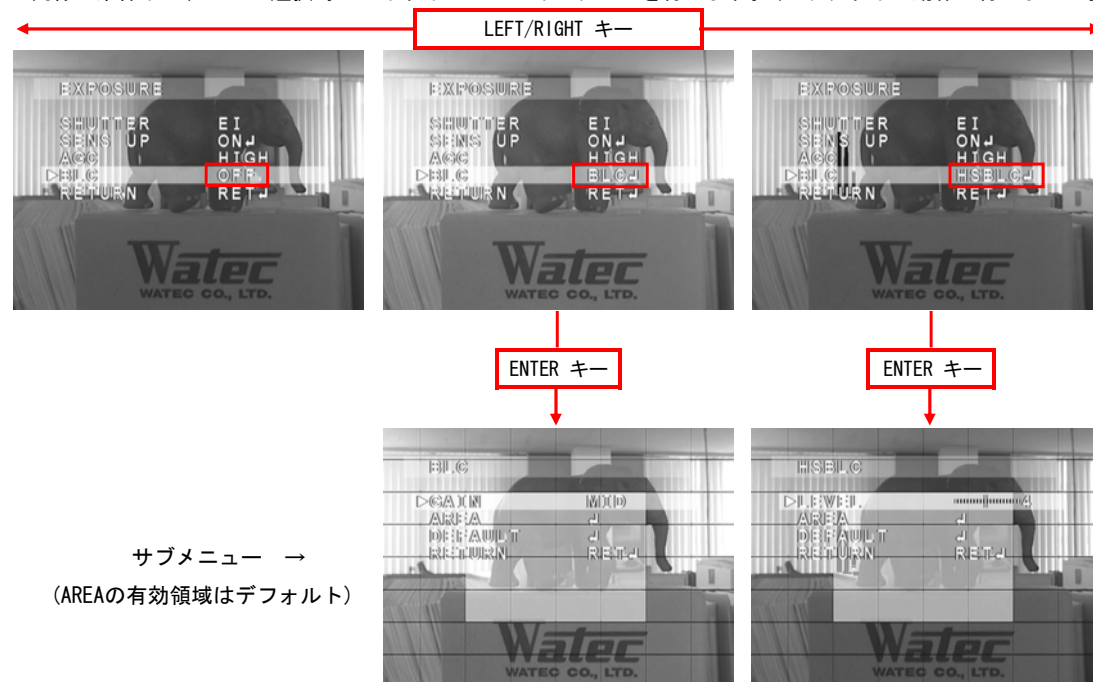 LEFT/RIGHT キー
EXPOSURE
SHUTTER EI
SENS UP ON↲
AGC HIGH
▷BLC OFF
RETURN RET↲
Watec
WATEC CO., LTD.
EXPOSURE
SHUTTER EI
SENS UP ON↲
AGC HIGH
▷BLC BLC↲
RETURN RET↲
Watec
WATEC CO., LTD.
EXPOSURE
SHUTTER EI
SENS UP ON↲
AGC HIGH
▷BLC HSBLC↲
RETURN RET↲
Watec
WATEC CO., LTD.
ENTER キー
ENTER キー
サブメニュー →
(AREAの有効領域はデフォルト)
BLC
▷GAIN MID
AREA ↲
DEFAULT ↲
RETURN RET↲
Watec
WATEC CO., LTD.
HSBLC
▷LEVEL 4
AREA ↲
DEFAULT ↲
RETURN RET↲
Watec
WATEC CO., LTD.